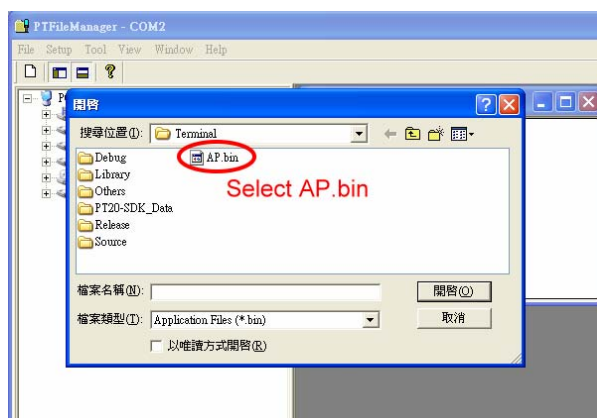 PTFileManager - COM2
File Setup Tool View Window Help
開啓
搜尋位置(I): Terminal
Debug AP.bin
Library
Others
PT20-SDK_Data
Release
Source
Select AP.bin
檔案名稱(N): 開啓(O)
檔案類型(T): Application Files (*.bin) 取消
以唯讀方式開啓(R)